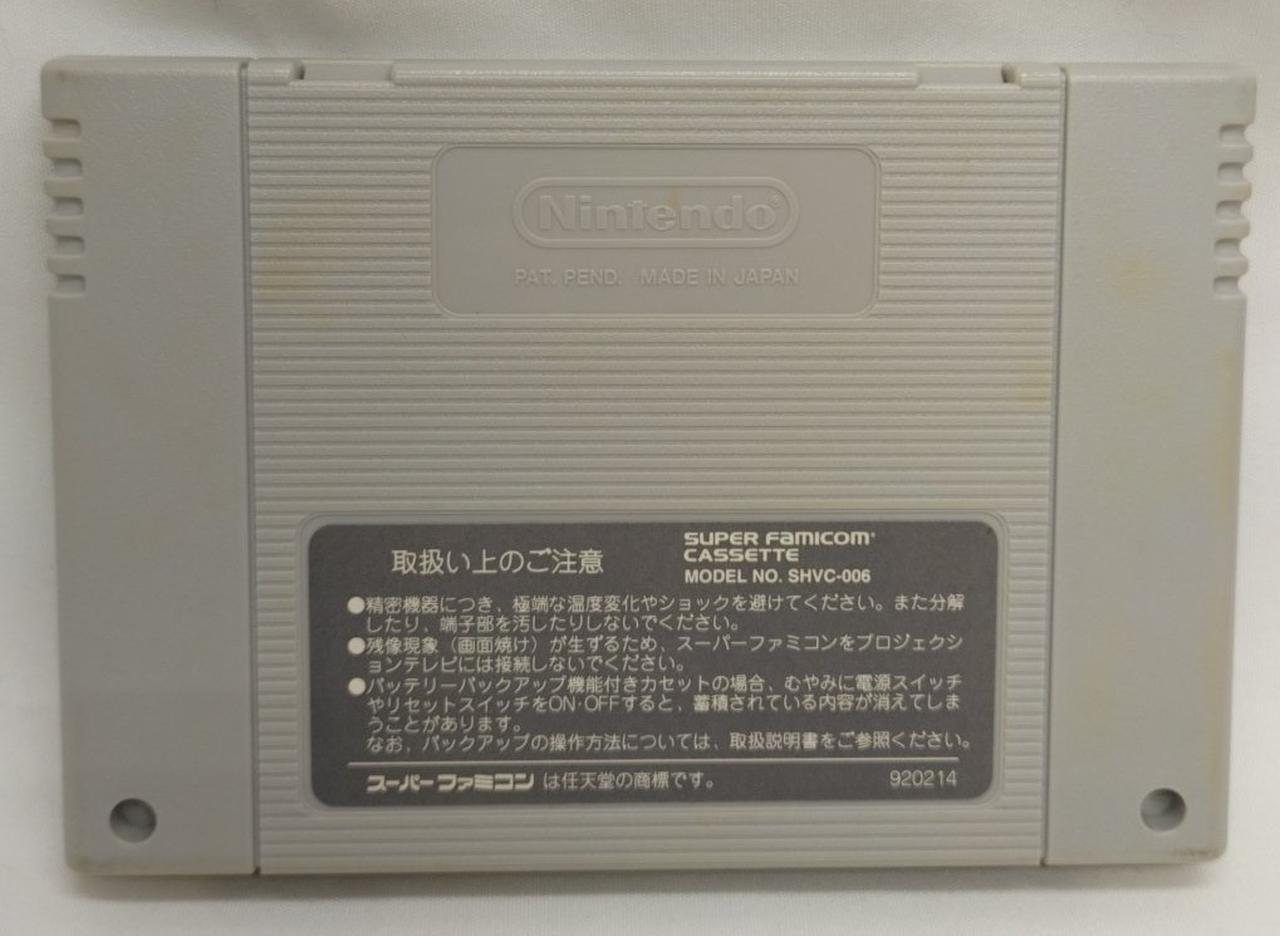 Nintendo®
PAT. PEND. MADE IN JAPAN
取扱い上のご注意
SUPER FAMICOM®
CASSETTE
MODEL NO. SHVC-006
●精密機器につき、極端な温度変化やショックを避けてください。また分解
したり、端子部を汚したりしないでください。
●残像現象(画面焼け)が生ずるため、スーパーファミコンをプロジェクシ
ョンテレビには接続しないでください。
●バッテリーバックアップ機能付きカセットの場合、むやみに電源スイッチ
やリセットスイッチをON·OFFすると、蓄積されている内容が消えてしま
うことがあります。
なお、バックアップの操作方法については、取扱説明書をご参照ください。
スーパーファミコン は任天堂の商標です。
920214